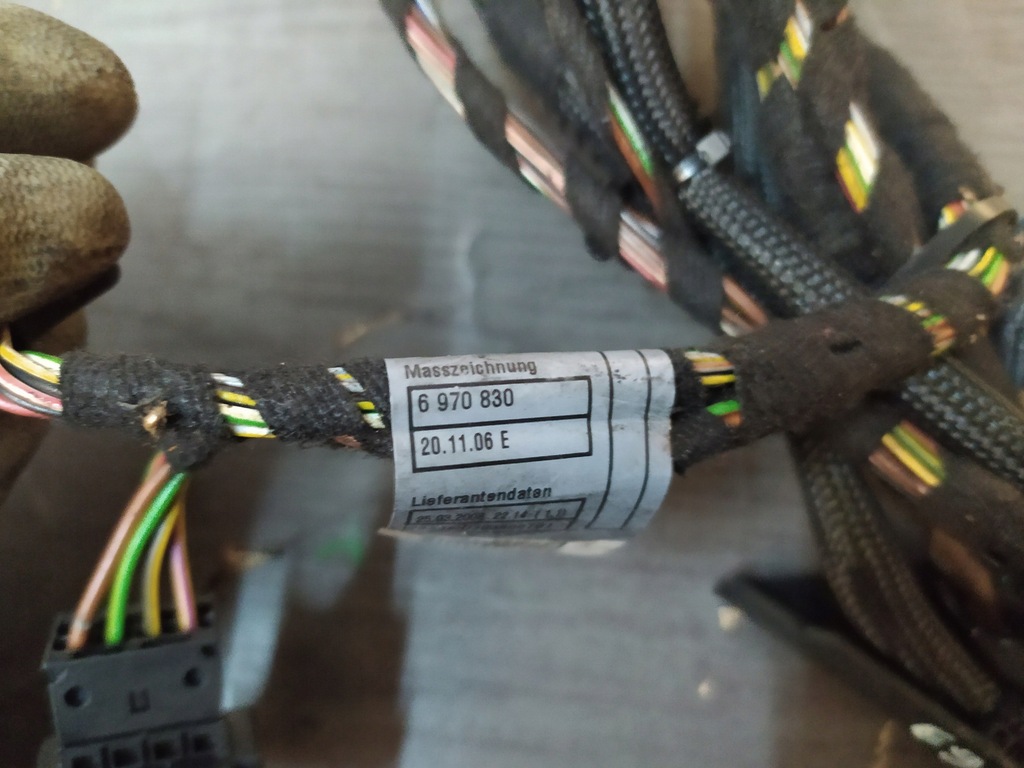 Masszeichnung
6 970 830
20.11.06 E
Lieferantendaten